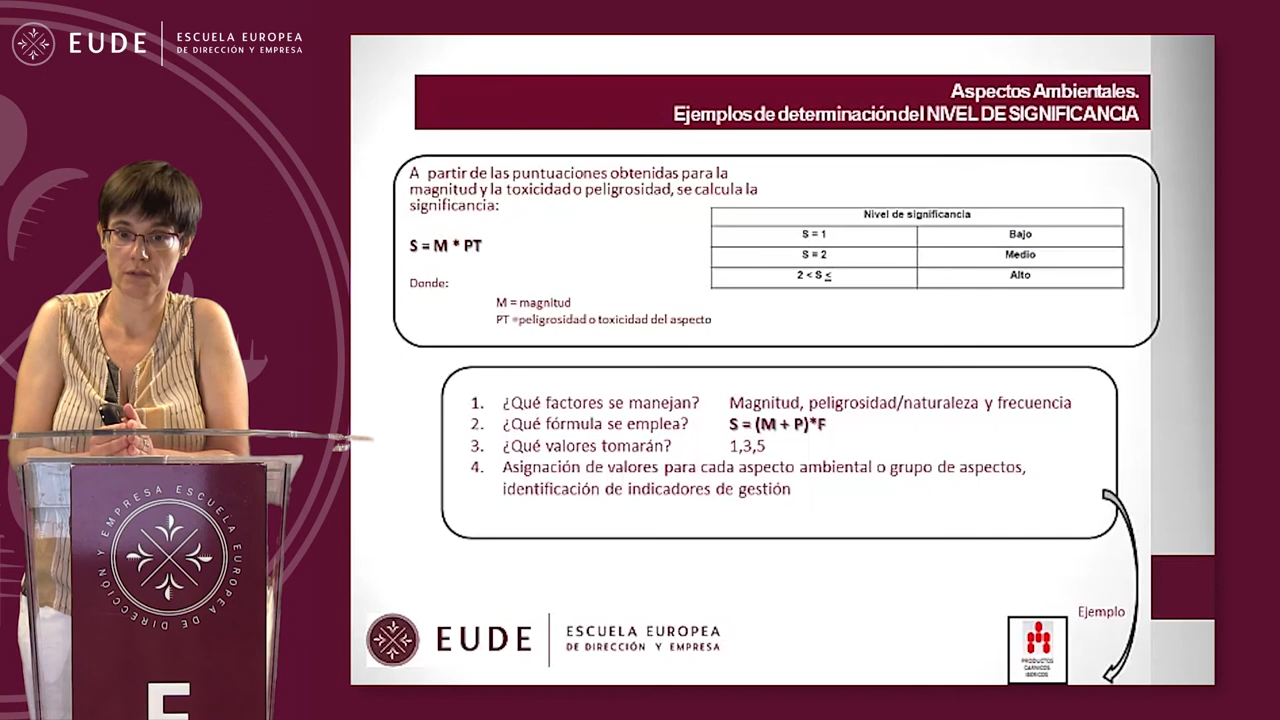 EUDE
ESCUELA EUROPEA
DE DIRECCIÓN Y EMPRESA
Aspectos Ambientales.
Ejemplos de determinación del NIVEL DE SIGNIFICANCIA
A partir de las puntuaciones obtenidas para la
magnitud y la toxicidad o peligrosidad, se calcula la
significancia:
S = M * PT
Donde:
M = magnitud
PT =peligrosidad o toxicidad del aspecto
Nivel de significancia
S = 1 Bajo
S = 2 Medio
2 < S ≤ Alto
1. ¿Qué factores se manejan? Magnitud, peligrosidad/naturaleza y frecuencia
2. ¿Qué fórmula se emplea? S = (M + P)*F
3. ¿Qué valores tomarán? 1,3,5
4. Asignación de valores para cada aspecto ambiental o grupo de aspectos,
identificación de indicadores de gestión
Ejemplo
PRODUCTOS
CARNICOS
IBERICOS
EUDE
ESCUELA EUROPEA
DE DIRECCIÓN Y EMPRESA
ESCUELA EUROPEA DE DIRECCIÓN Y EMPRESA
E